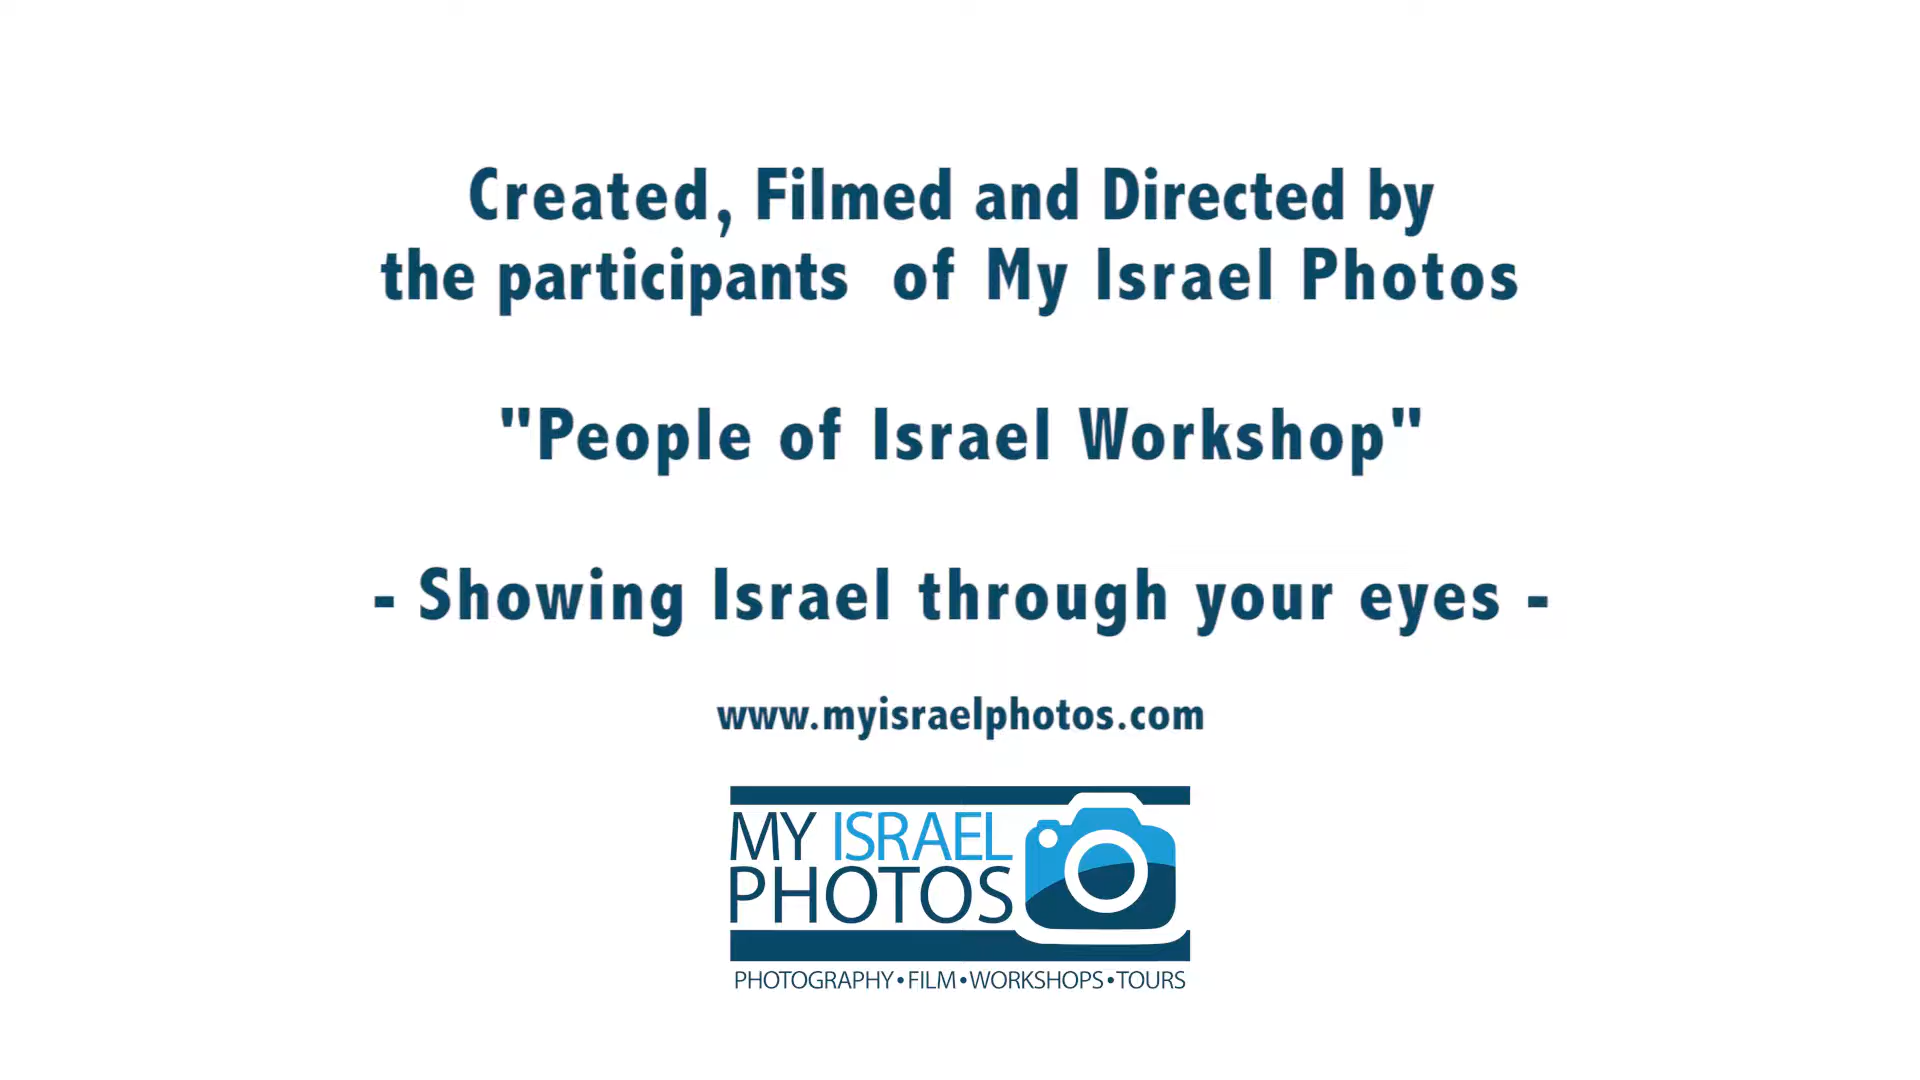 Created, Filmed and Directed by
the participants of My Israel Photos
"People of Israel Workshop"
- Showing Israel through your eyes -
www.myisraelphotos.com
MY ISRAEL
PHOTOS
PHOTOGRAPHY•FILM•WORKSHOPS•TOURS